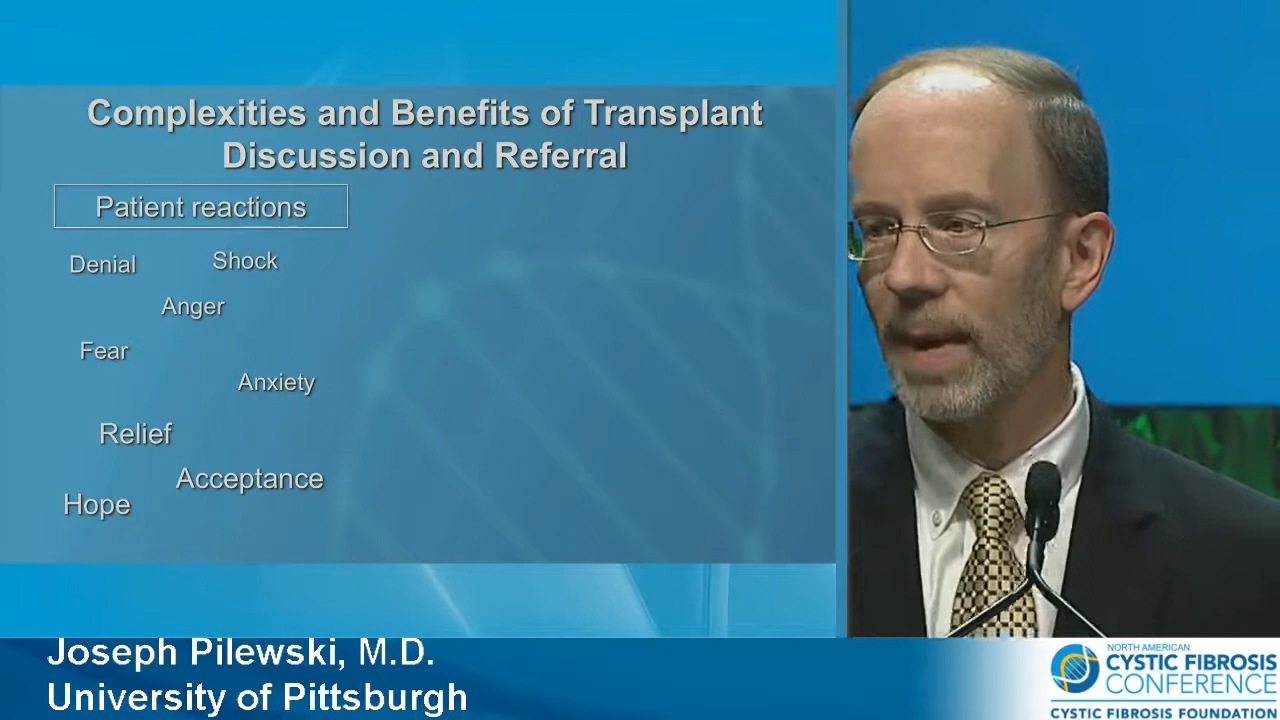 Complexities and Benefits of Transplant
Discussion and Referral
Patient reactions
Denial
Shock
Anger
Fear
Anxiety
Relief
Acceptance
Hope
Joseph Pilewski, M.D.
University of Pittsburgh
NORTH AMERICAN
CYSTIC FIBROSIS
CONFERENCE
CYSTIC FIBROSIS FOUNDATION